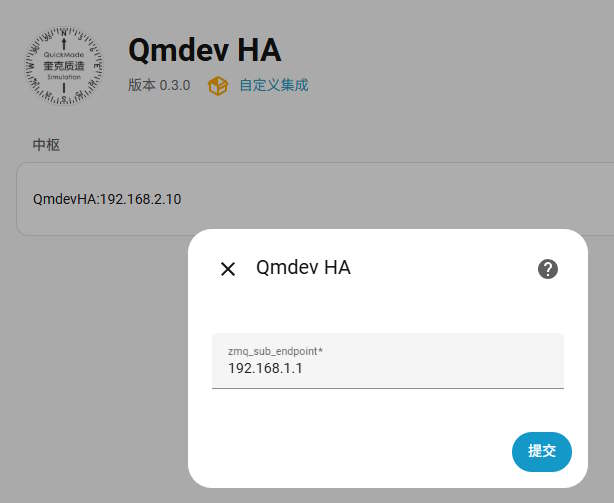 Qmdev HA
QuickMade
奎克质造
Simulation
N
E
S
W
版本 0.3.0
自定义集成
中枢
QmdevHA:192.168.2.10
Qmdev HA
zmq_sub_endpoint*
192.168.1.1
提交